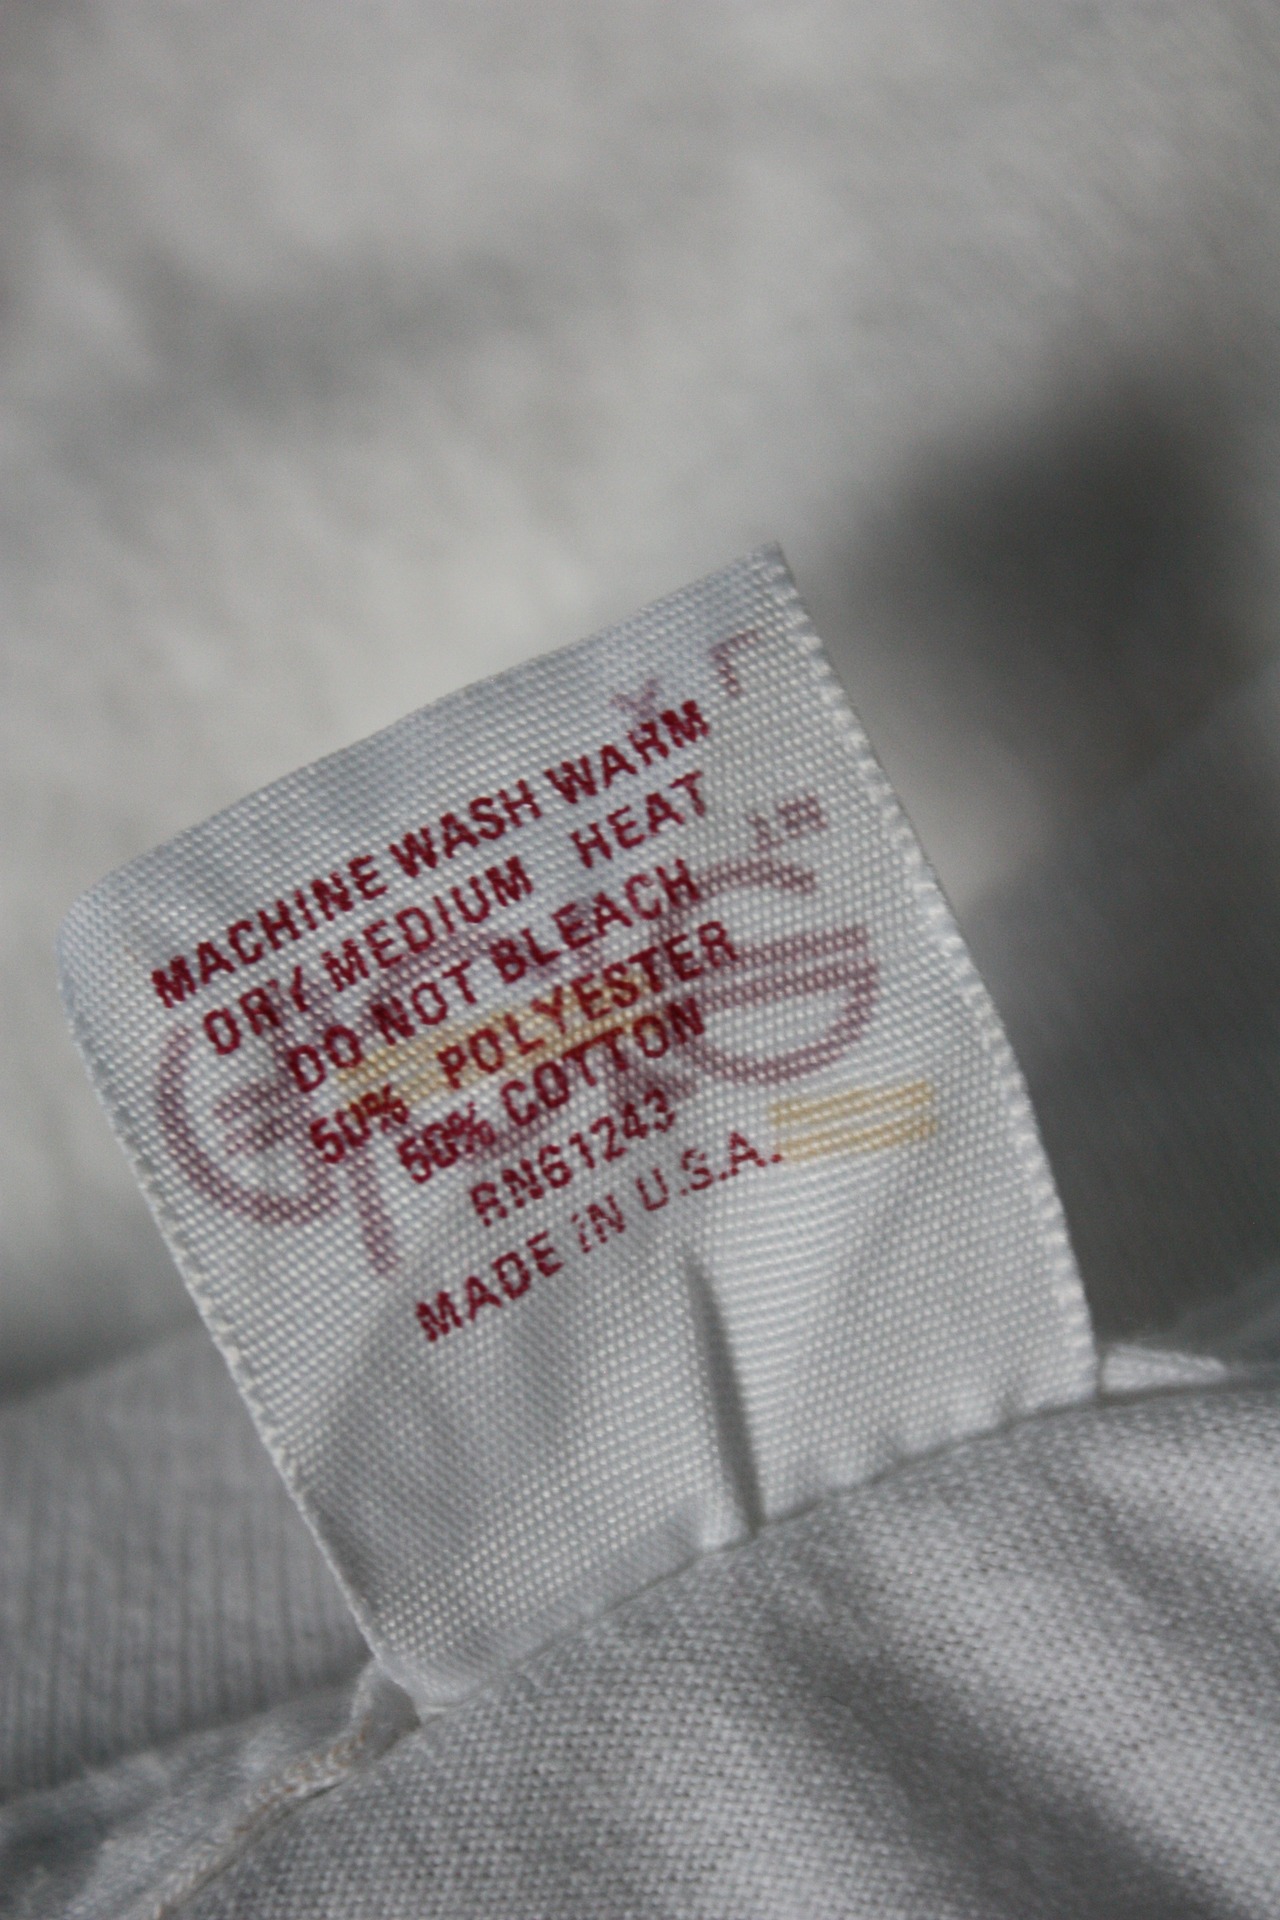 MACHINE WASH WARM
DRY MEDIUM HEAT
DO NOT BLEACH
50% POLYESTER
50% COTTON
RN61243
MADE IN U.S.A.